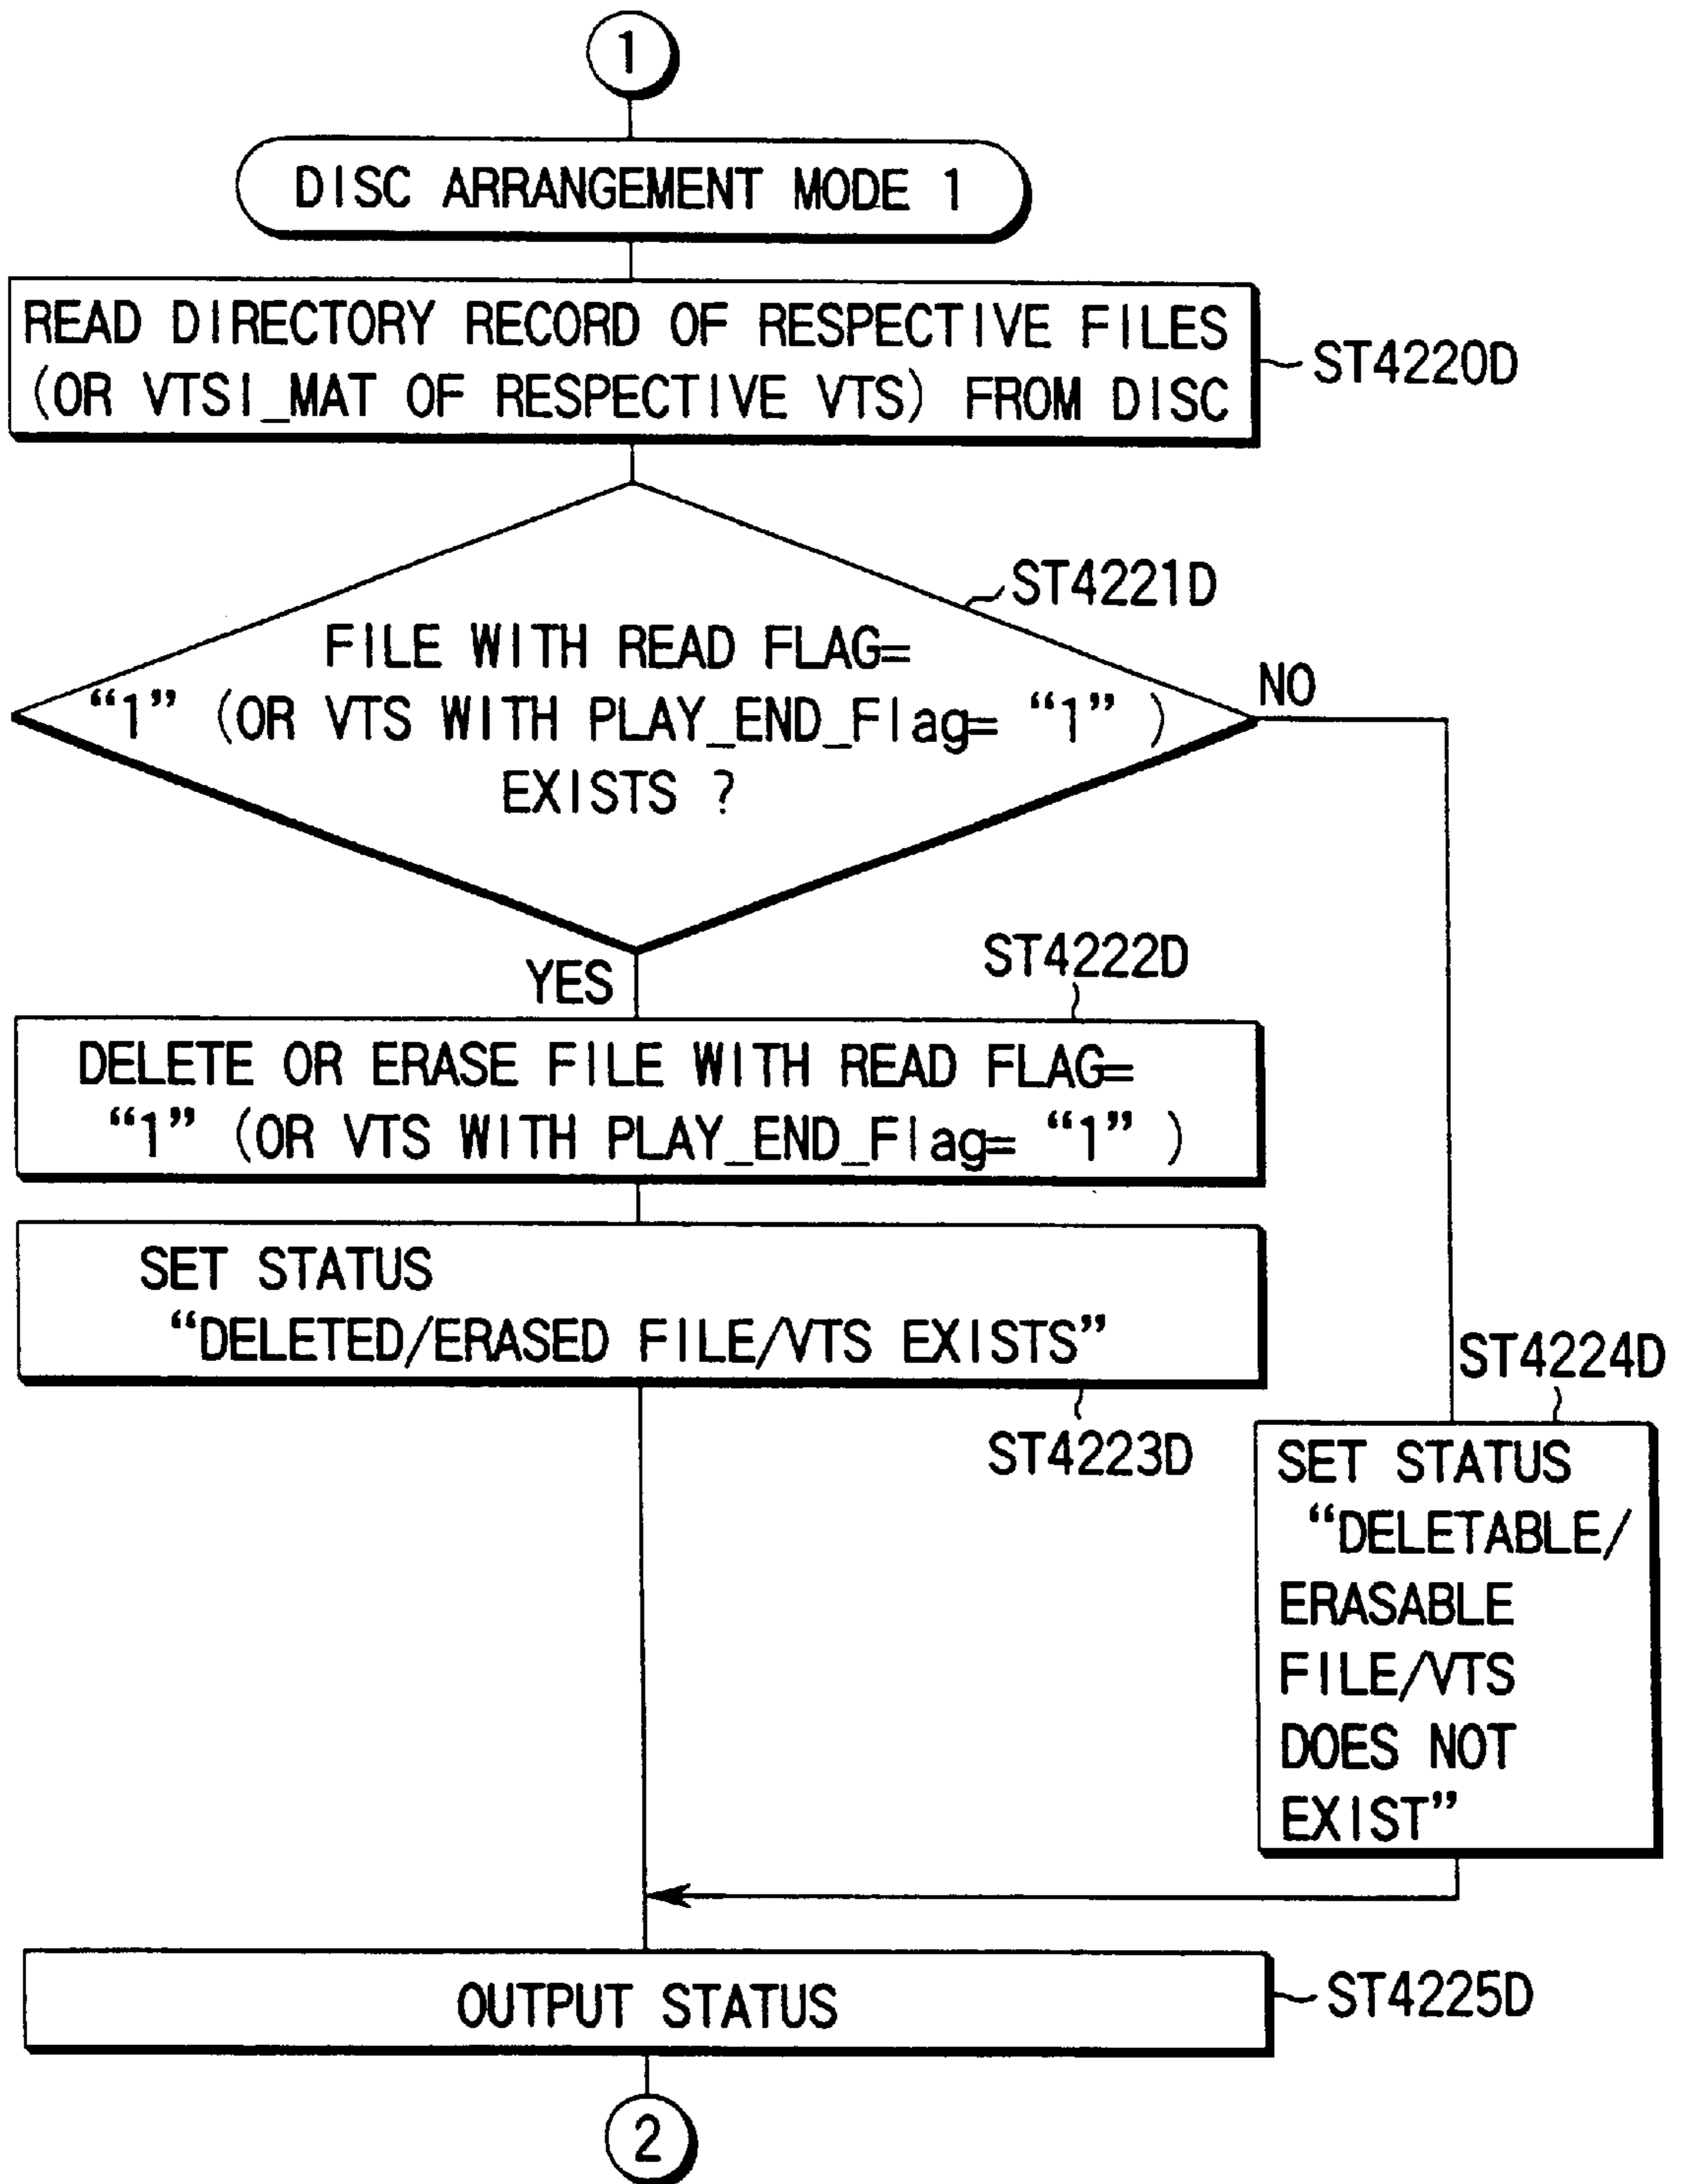 1
DISC ARRANGEMENT MODE 1
READ DIRECTORY RECORD OF RESPECTIVE FILES
(OR VTSI_MAT OF RESPECTIVE VTS) FROM DISC
ST4220D
ST4221D
FILE WITH READ FLAG=
“1” (OR VTS WITH PLAY_END_Flag= “1” )
EXISTS ?
NO
YES
ST4222D
DELETE OR ERASE FILE WITH READ FLAG=
“1” (OR VTS WITH PLAY_END_Flag= “1” )
SET STATUS
“DELETED/ERASED FILE/VTS EXISTS”
ST4223D
ST4224D
SET STATUS
“DELETABLE/
ERASABLE
FILE/VTS
DOES NOT
EXIST”
OUTPUT STATUS
ST4225D
2